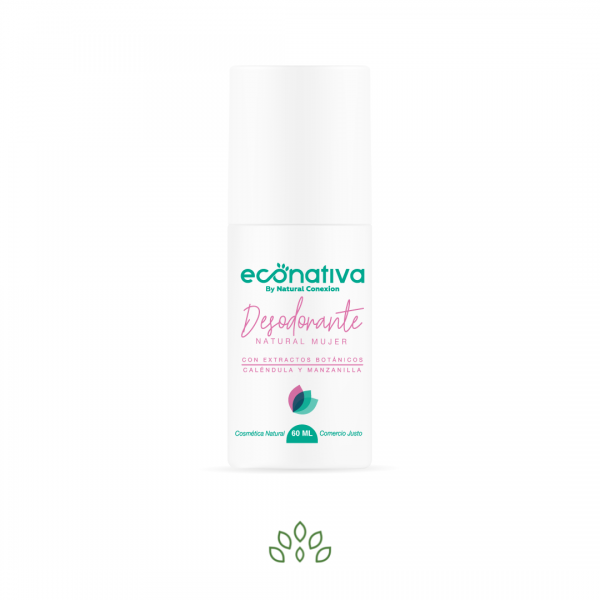 econativa
By Natural Conexion
Desodorante
NATURAL MUJER
CON EXTRACTOS BOTÁNICOS
CALÉNDULA Y MANZANILLA
Cosmética Natural 60 ML Comercio Justo